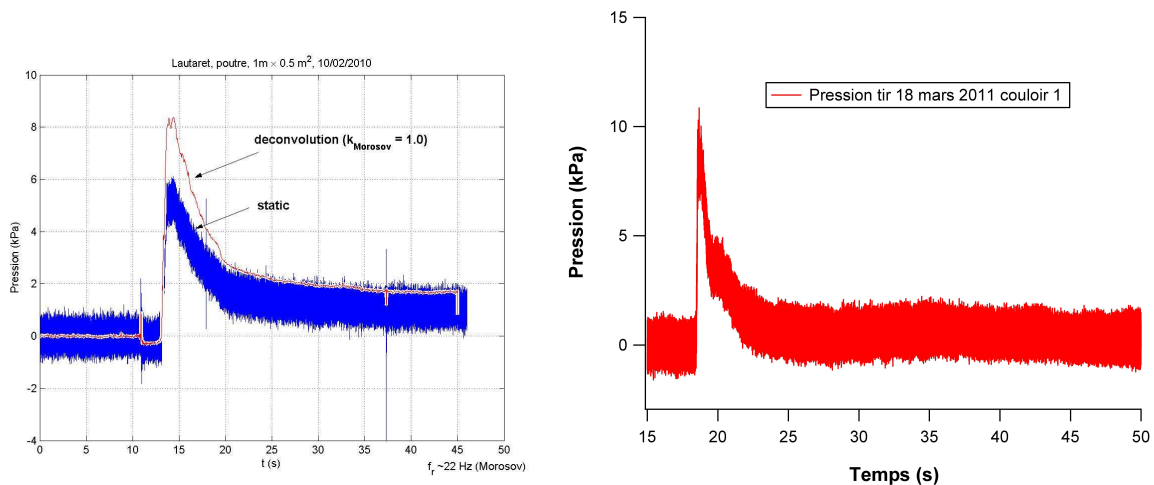 Lautaret, poutre, 1m × 0.5 m², 10/02/2010
10
8
6
4
2
0
-2
-4
Pression (kPa)
deconvolution (k_Morosov = 1.0)
static
0 5 10 15 20 25 30 35 40 45 50
t (s)
f_r ~22 Hz (Morosov)
15
10
5
0
Pression (kPa)
Pression tir 18 mars 2011 couloir 1
15 20 25 30 35 40 45 50
Temps (s)